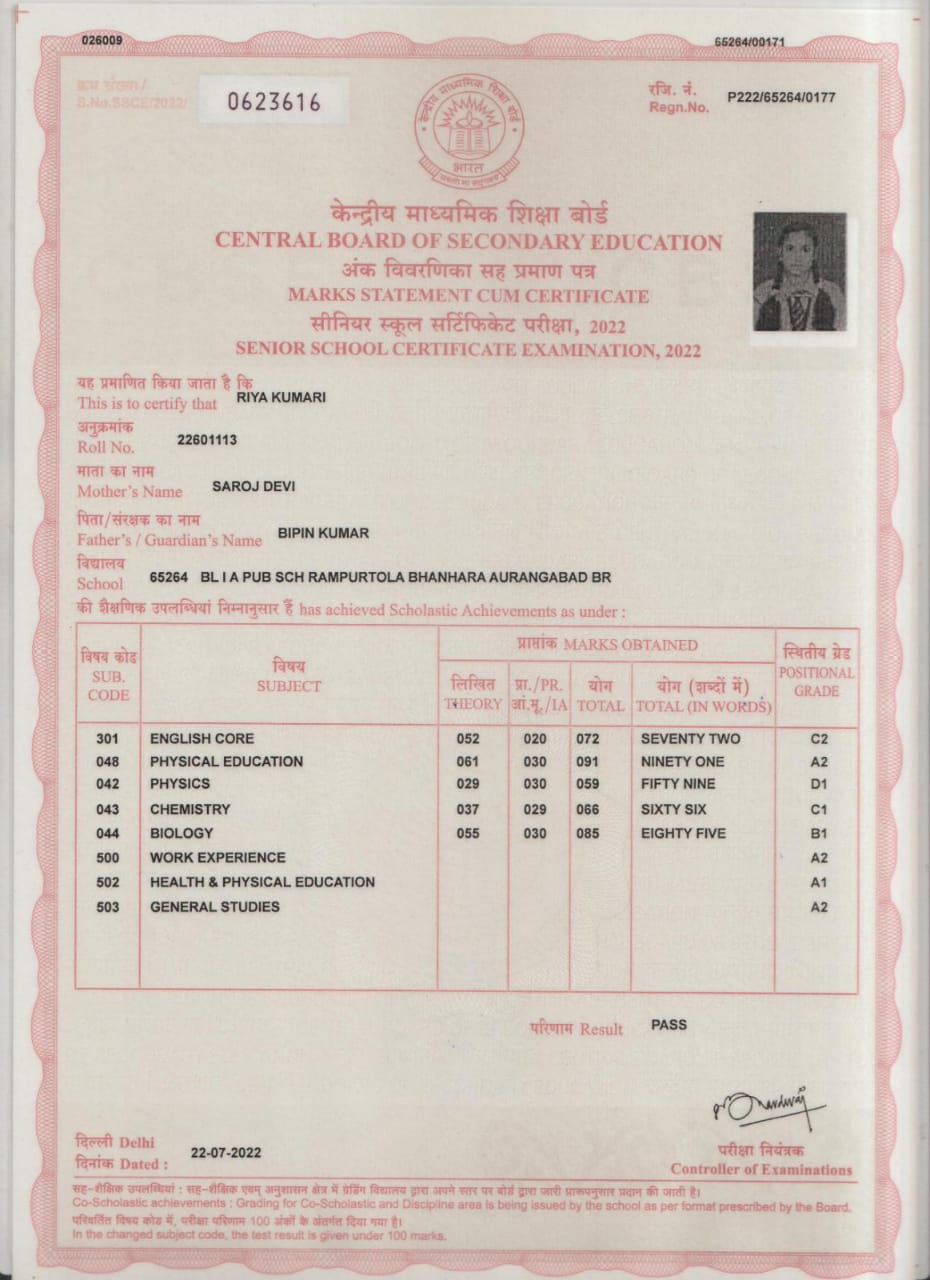 026009
65264/00171
क्रम संख्या /
S.No.SSCE/2022/
0623616
रजि. नं.
Regn.No.
P222/65264/0177
केन्द्रीय माध्यमिक शिक्षा बोर्ड
भारत
केन्द्रीय माध्यमिक शिक्षा बोर्ड
CENTRAL BOARD OF SECONDARY EDUCATION
अंक विवरणिका सह प्रमाण पत्र
MARKS STATEMENT CUM CERTIFICATE
सीनियर स्कूल सर्टिफिकेट परीक्षा, 2022
SENIOR SCHOOL CERTIFICATE EXAMINATION, 2022
यह प्रमाणित किया जाता है कि
This is to certify that RIYA KUMARI
अनुक्रमांक
Roll No. 22601113
माता का नाम
Mother's Name SAROJ DEVI
पिता/संरक्षक का नाम
Father's / Guardian's Name BIPIN KUMAR
विद्यालय
School 65264 BL I A PUB SCH RAMPURTOLA BHANHARA AURANGABAD BR
की शैक्षणिक उपलब्धियां निम्नानुसार हैं has achieved Scholastic Achievements as under :
विषय कोड
SUB.
CODE
विषय
SUBJECT
प्राप्तांक MARKS OBTAINED
स्थितीय ग्रेड
POSITIONAL
GRADE
लिखित
THEORY
प्रा./PR.
आं.मू./IA
योग
TOTAL
योग (शब्दों में)
TOTAL (IN WORDS)
301 ENGLISH CORE 052 020 072 SEVENTY TWO C2
048 PHYSICAL EDUCATION 061 030 091 NINETY ONE A2
042 PHYSICS 029 030 059 FIFTY NINE D1
043 CHEMISTRY 037 029 066 SIXTY SIX C1
044 BIOLOGY 055 030 085 EIGHTY FIVE B1
500 WORK EXPERIENCE A2
502 HEALTH & PHYSICAL EDUCATION A1
503 GENERAL STUDIES A2
परिणाम Result PASS
दिल्ली Delhi
दिनांक Dated : 22-07-2022
परीक्षा नियंत्रक
Controller of Examinations
सह-शैक्षिक उपलब्धियां : सह-शैक्षिक एवम् अनुशासन क्षेत्र में ग्रेडिंग विद्यालय द्वारा अपने स्तर पर बोर्ड द्वारा जारी प्रारूपनुसार प्रदान की जाती है।
Co-Scholastic achievements : Grading for Co-Scholastic and Discipline area is being issued by the school as per format prescribed by the Board.
परिवर्तित विषय कोड में, परीक्षा परिणाम 100 अंकों के अंतर्गत दिया गया है।
In the changed subject code, the test result is given under 100 marks.